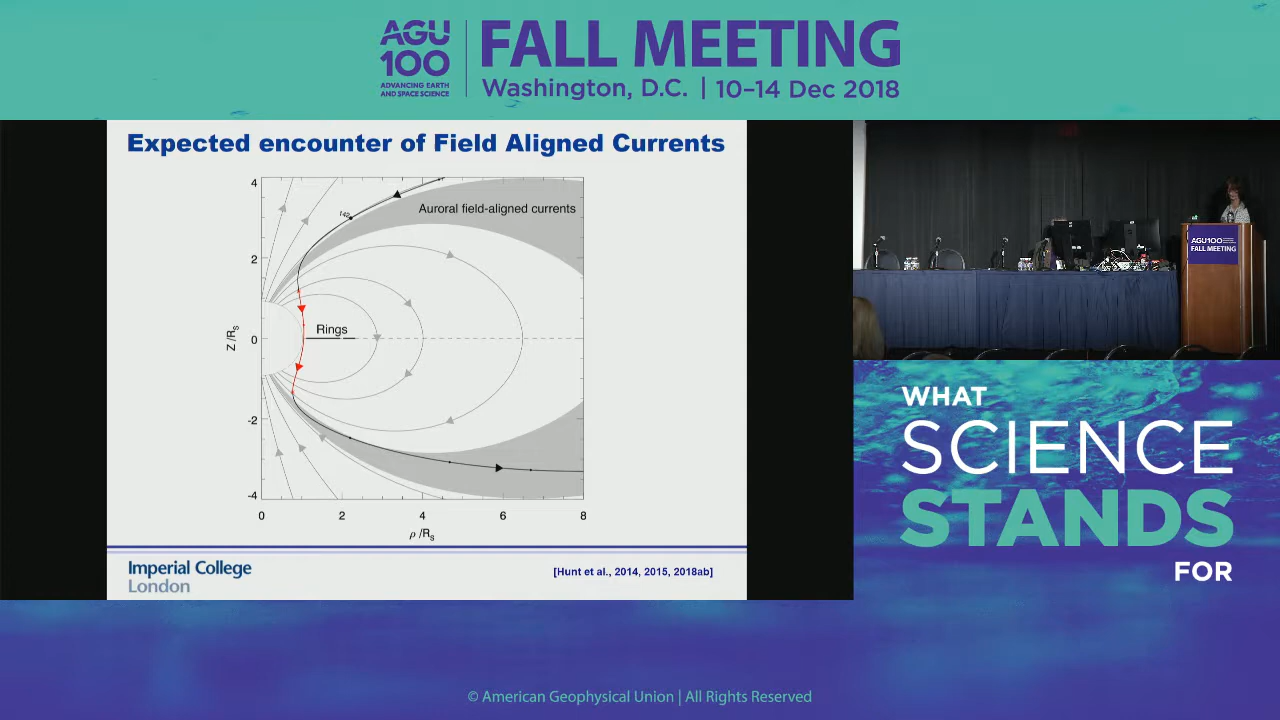 AGU
100
ADVANCING EARTH
AND SPACE SCIENCE
FALL MEETING
Washington, D.C. | 10–14 Dec 2018
Expected encounter of Field Aligned Currents
4
2
0
-2
-4
Z /R_S
142
Auroral field-aligned currents
Rings
0 2 4 6 8
ρ /R_S
Imperial College
London
[Hunt et al., 2014, 2015, 2018ab]
AGU100
FALL MEETING
WHAT
SCIENCE
STANDS
FOR
© American Geophysical Union | All Rights Reserved